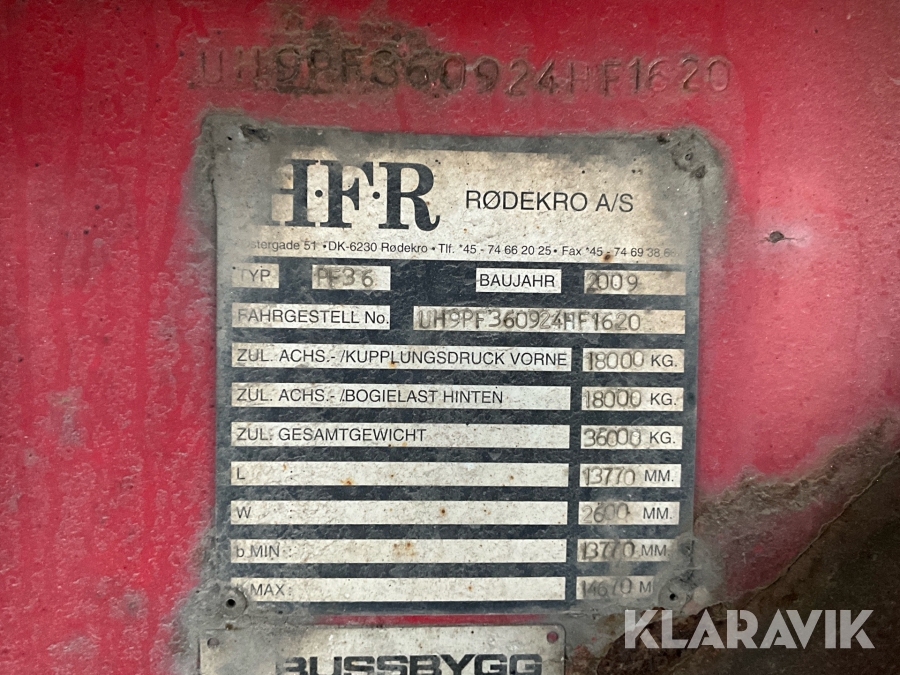 UH9PF360924HF1620
H·F·R RØDEKRO A/S
51 • DK-6230 Rødekro • Tlf. *45 - 74 66 20 25 • Fax *45 - 74 69 38
TYP PF36 BAUJAHR 2009
FAHRGESTELL No. UH9PF360924HF1620
ZUL. ACHS.- /KUPPLUNGSDRUCK VORNE 18000 KG.
ZUL. ACHS.- /BOGIELAST HINTEN 18000 KG.
ZUL. GESAMTGEWICHT 36000 KG.
L 13770 MM.
W 2600 MM.
b MIN : 13770 MM.
MAX : 14670 M
BUSSBYGG
KLARAVIK